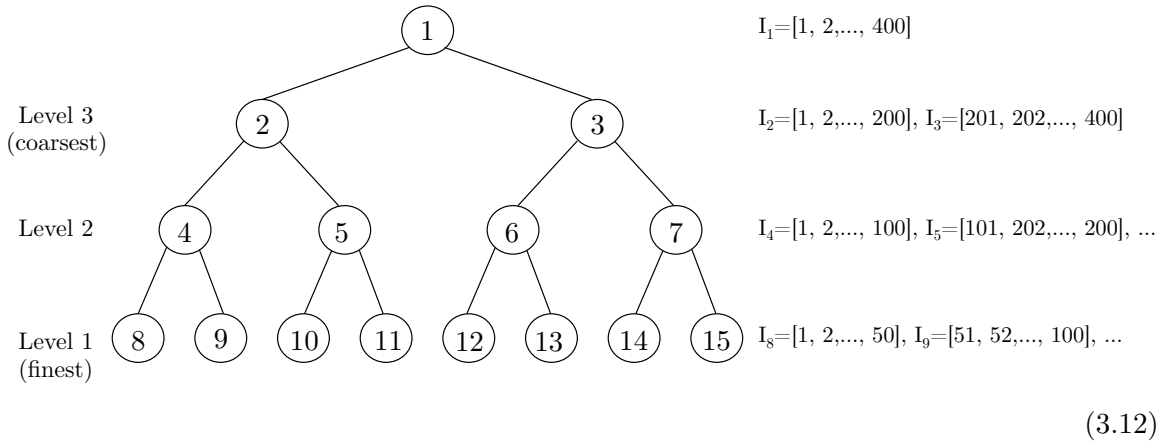 1
I₁=[1, 2,..., 400]
Level 3
(coarsest)
2
3
I₂=[1, 2,..., 200], I₃=[201, 202,..., 400]
Level 2
4
5
6
7
I₄=[1, 2,..., 100], I₅=[101, 202,..., 200], ...
Level 1
(finest)
8
9
10
11
12
13
14
15
I₈=[1, 2,..., 50], I₉=[51, 52,..., 100], ...
(3.12)